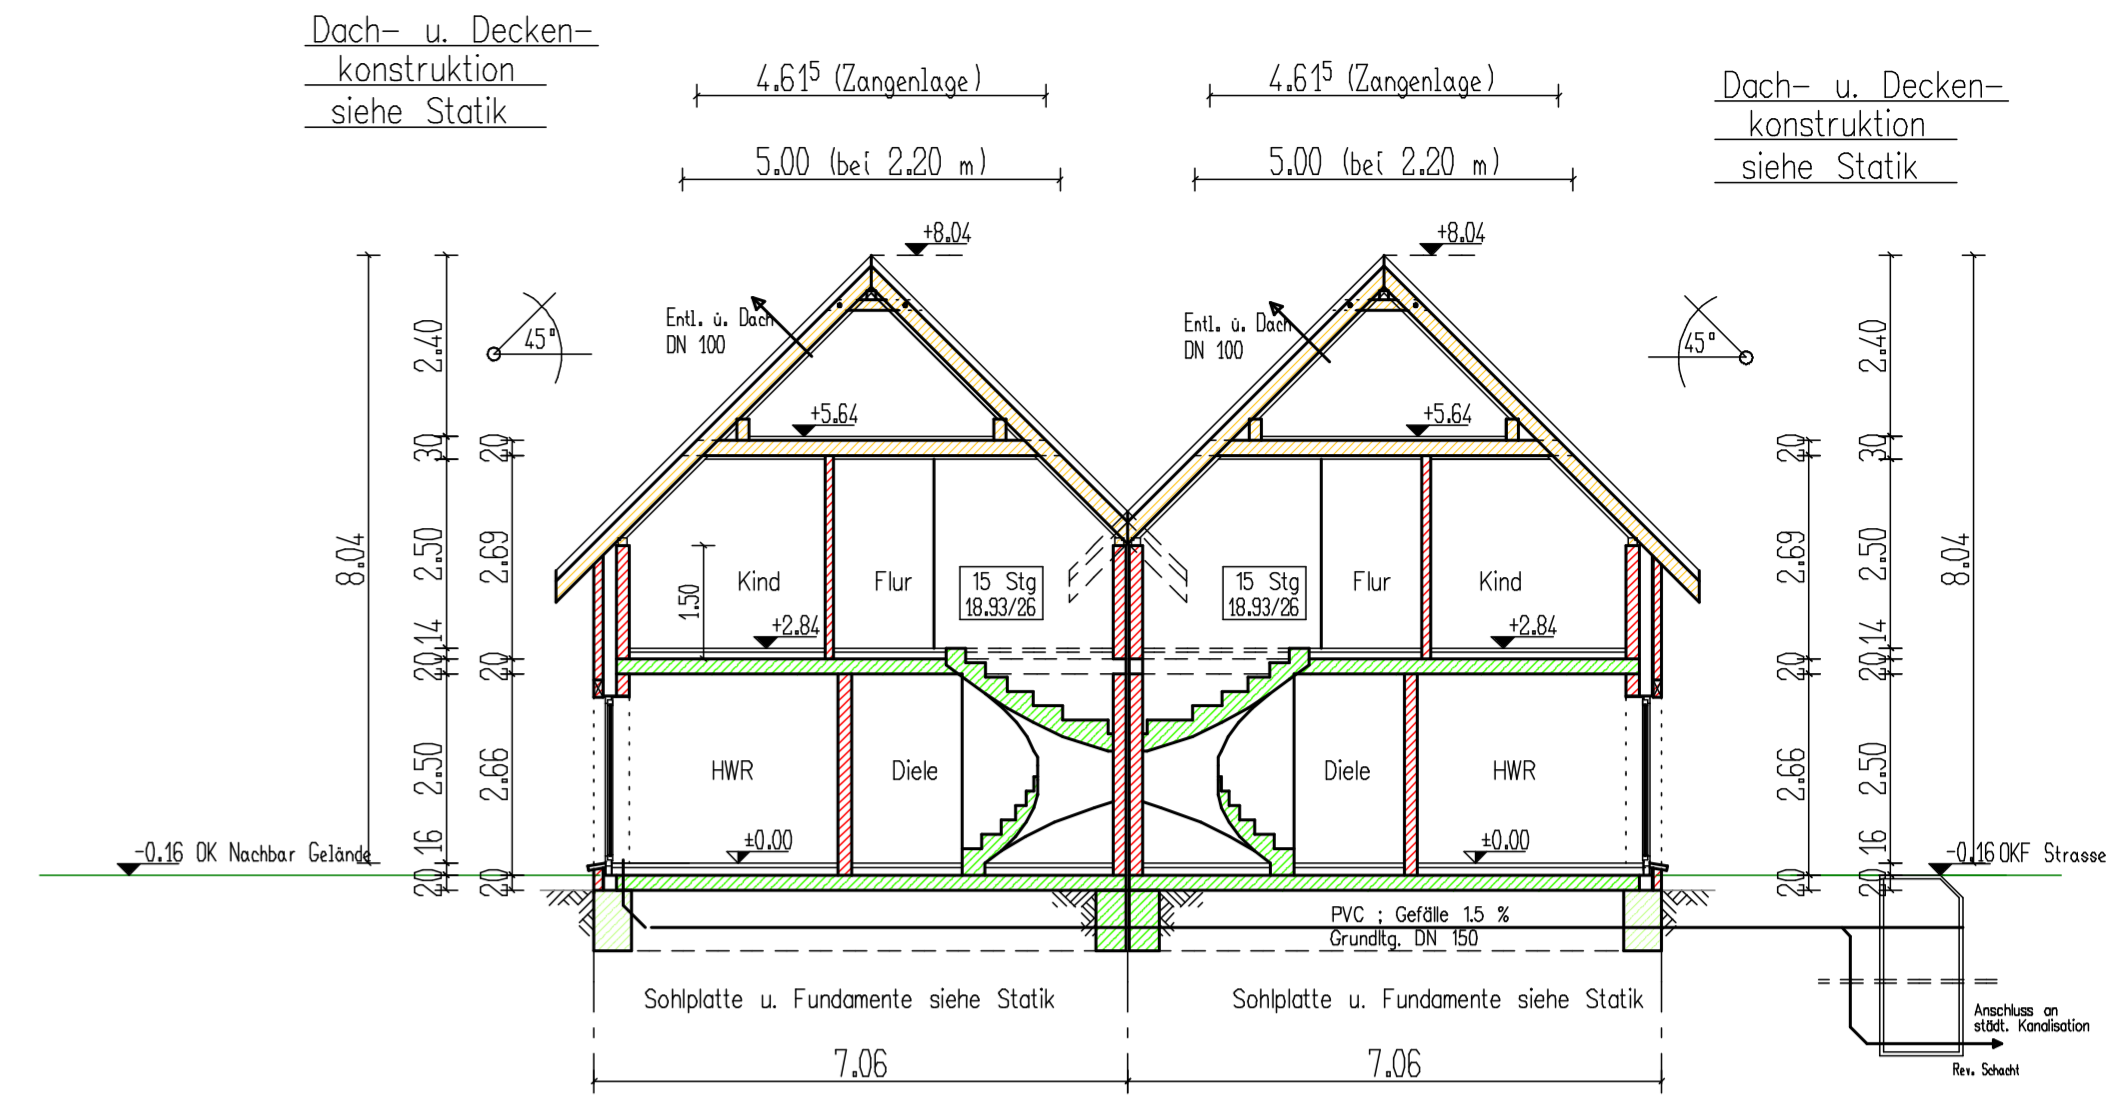 Dach- u. Decken-
konstruktion
siehe Statik
4.61⁵ (Zangenlage)
4.61⁵ (Zangenlage)
Dach- u. Decken-
konstruktion
siehe Statik
5.00 (bei 2.20 m)
5.00 (bei 2.20 m)
+8.04
+8.04
Entl. ü. Dach
DN 100
Entl. ü. Dach
DN 100
45°
45°
+5.64
+5.64
8.04
2.40
30
2.50
14
20
2.50
16
20
20
2.69
20
2.66
20
20
2.69
20
2.66
20
2.40
30
2.50
14
20
2.50
16
20
8.04
1.50
Kind
Flur
15 Stg
18.93/26
15 Stg
18.93/26
Flur
Kind
+2.84
+2.84
HWR
Diele
Diele
HWR
±0.00
±0.00
-0.16 OK Nachbar Gelände
-0.16 OKF Strasse
PVC ; Gefälle 1.5 %
Grundltg. DN 150
Sohlplatte u. Fundamente siehe Statik
Sohlplatte u. Fundamente siehe Statik
Anschluss an
städt. Kanalisation
Rev. Schacht
7.06
7.06